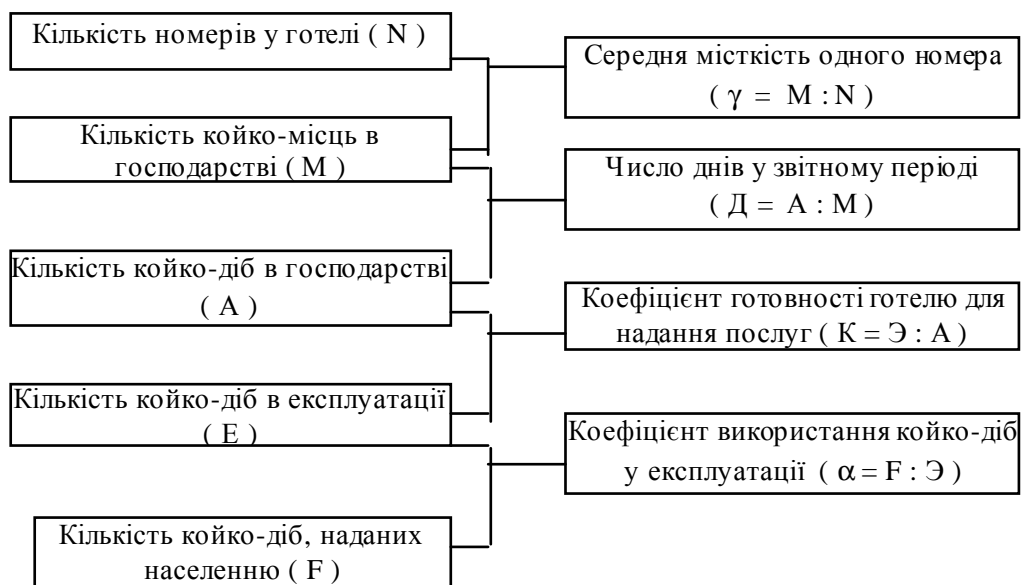 Кількість номерів у готелі ( N )
Середня місткість одного номера
( γ = M : N )
Кількість койко-місць в
господарстві ( M )
Число днів у звітному періоді
( Д = A : M )
Кількість койко-діб в господарстві
( A )
Коефіцієнт готовності готелю для
надання послуг ( К = Э : А )
Кількість койко-діб в експлуатації
( E )
Коефіцієнт використання койко-діб
у експлуатації ( α = F : Э )
Кількість койко-діб, наданих
населенню ( F )